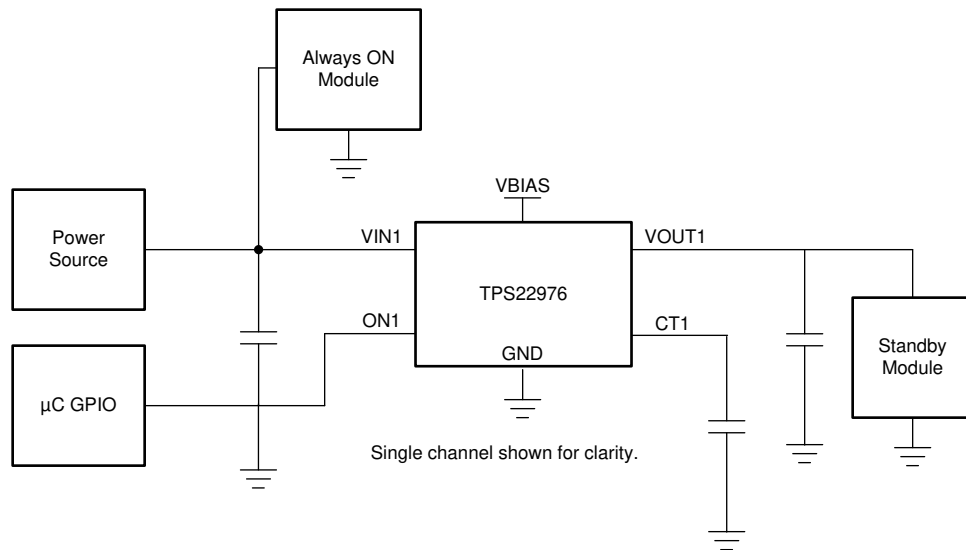 Always ON
Module
Power
Source
VBIAS
VIN1
VOUT1
TPS22976
ON1
CT1
GND
µC GPIO
Standby
Module
Single channel shown for clarity.